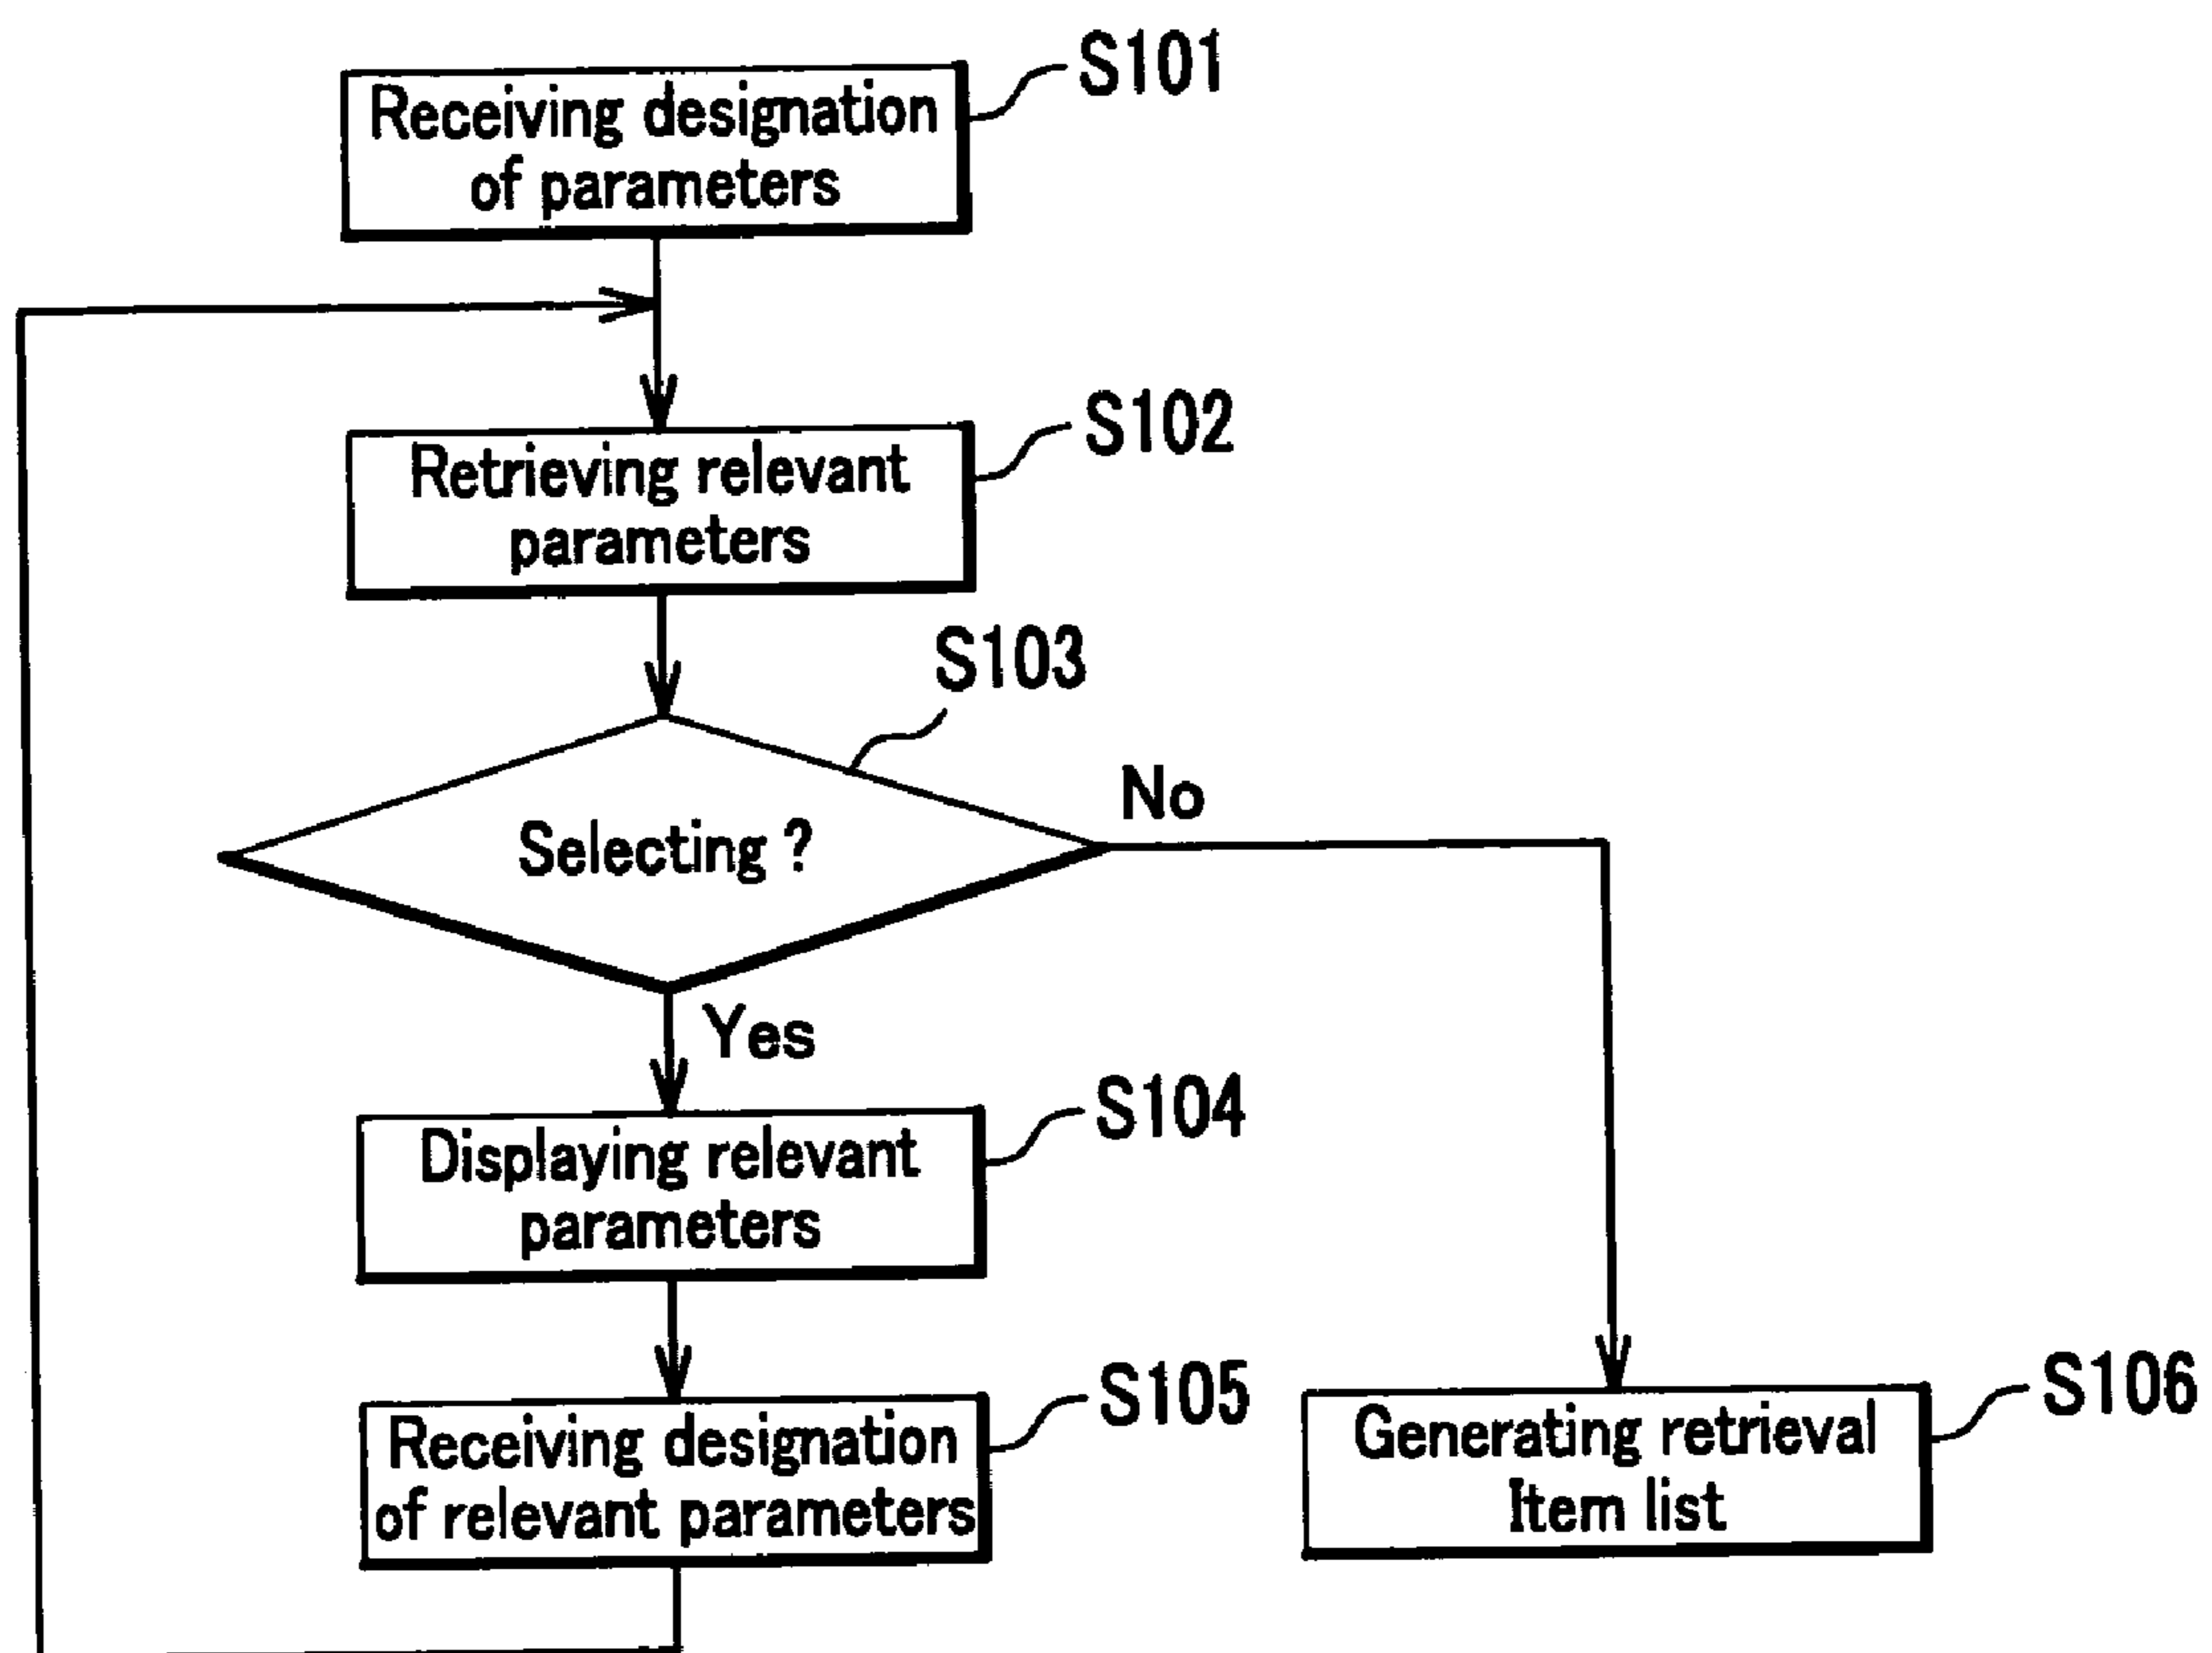 S101
Receiving designation
of parameters
S102
Retrieving relevant
parameters
S103
Selecting ?
No
Yes
S104
Displaying relevant
parameters
S105
Receiving designation
of relevant parameters
S106
Generating retrieval
Item list